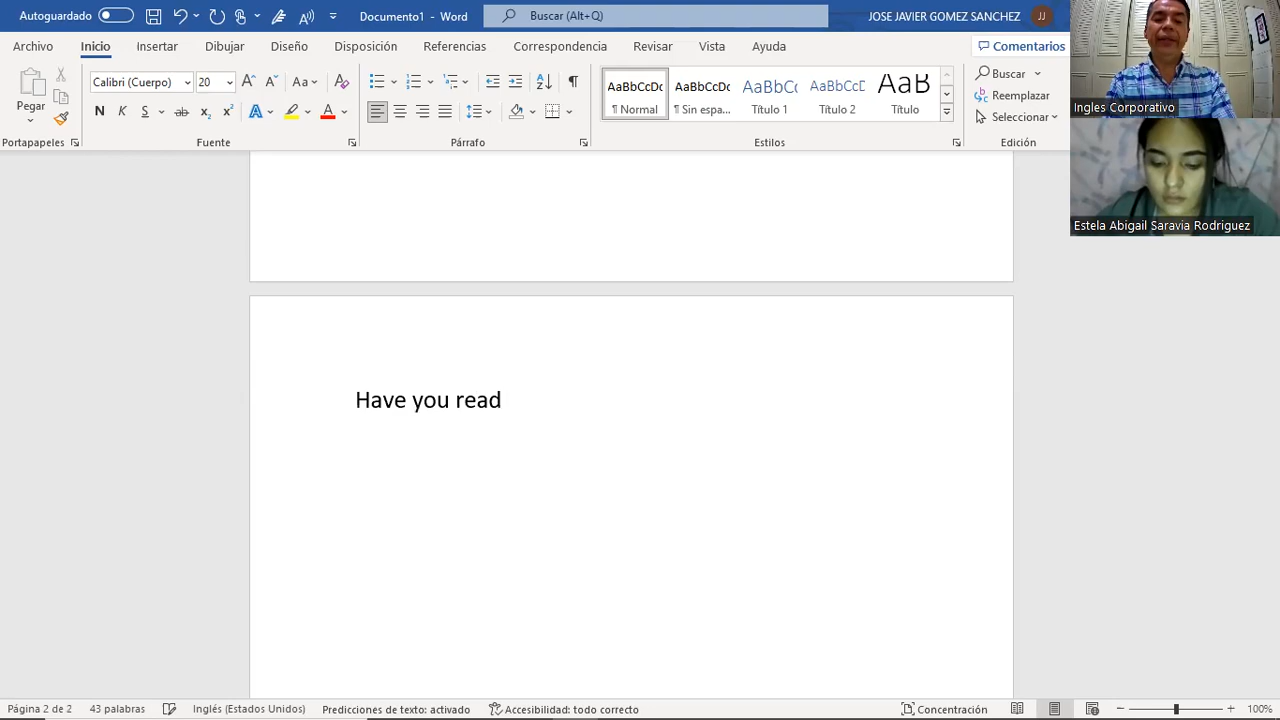 Autoguardado
Documento1 - Word
Buscar (Alt+Q)
JOSE JAVIER GOMEZ SANCHEZ
JJ
Archivo
Inicio
Insertar
Dibujar
Diseño
Disposición
Referencias
Correspondencia
Revisar
Vista
Ayuda
Comentarios
Pegar
Calibri (Cuerpo)
20
AaBbCcDc
¶ Normal
AaBbCcDc
¶ Sin espa...
AaBbCc
Título 1
AaBbCcD
Título 2
AaB
Título
Buscar
Reemplazar
Seleccionar
Portapapeles
Fuente
Párrafo
Estilos
Edición
Ingles Corporativo
Estela Abigail Saravia Rodriguez
Have you read
Página 2 de 2
43 palabras
Inglés (Estados Unidos)
Predicciones de texto: activado
Accesibilidad: todo correcto
Concentración
100%